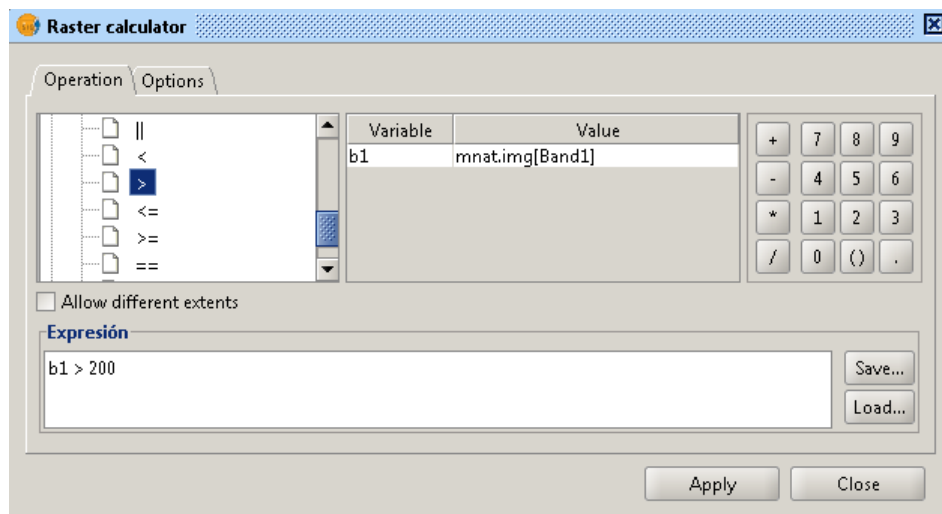 Raster calculator
Operation
Options
||
<
>
<=
>=
==
Variable
Value
b1
mnat.img[Band1]
+
7
8
9
-
4
5
6
*
1
2
3
/
0
()
.
Allow different extents
Expresión
b1 > 200
Save...
Load...
Apply
Close